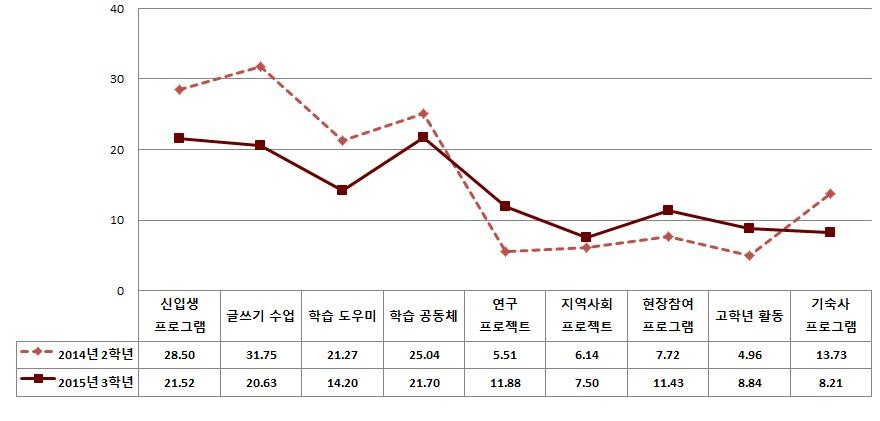 40
30
20
10
0
신입생 글쓰기 수업 학습 도우미 학습 공동체 연구 지역사회 현장참여 고학년 활동 기숙사
프로그램 프로젝트 프로젝트 프로그램 프로그램
2014년 2학년 28.50 31.75 21.27 25.04 5.51 6.14 7.72 4.96 13.73
2015년 3학년 21.52 20.63 14.20 21.70 11.88 7.50 11.43 8.84 8.21